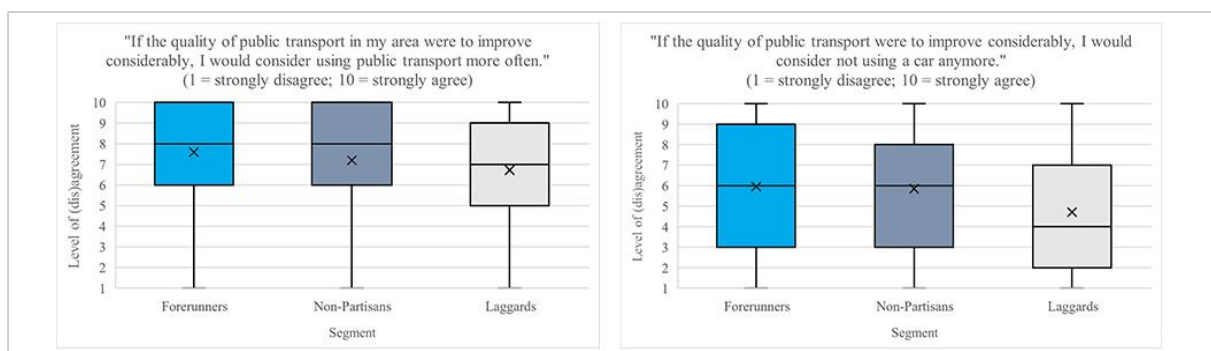 "If the quality of public transport in my area were to improve
considerably, I would consider using public transport more often."
(1 = strongly disagree; 10 = strongly agree)
Level of (dis)agreement
10
9
8
7
6
5
4
3
2
1
Forerunners Non-Partisans Laggards
Segment
"If the quality of public transport were to improve considerably, I would
consider not using a car anymore."
(1 = strongly disagree; 10 = strongly agree)
Level of (dis)agreement
10
9
8
7
6
5
4
3
2
1
Forerunners Non-Partisans Laggards
Segment